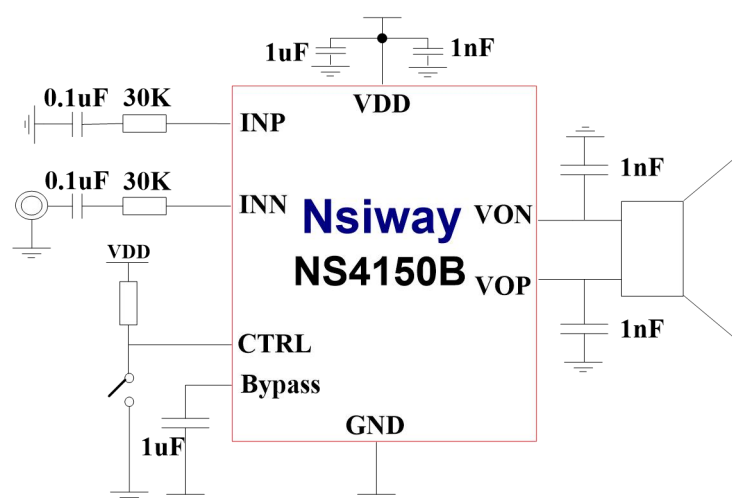 1uF 1nF
VDD
0.1uF 30K
INP
0.1uF 30K
INN
1nF
Nsiway
VON
NS4150B
VOP
VDD
1nF
CTRL
Bypass
1uF
GND